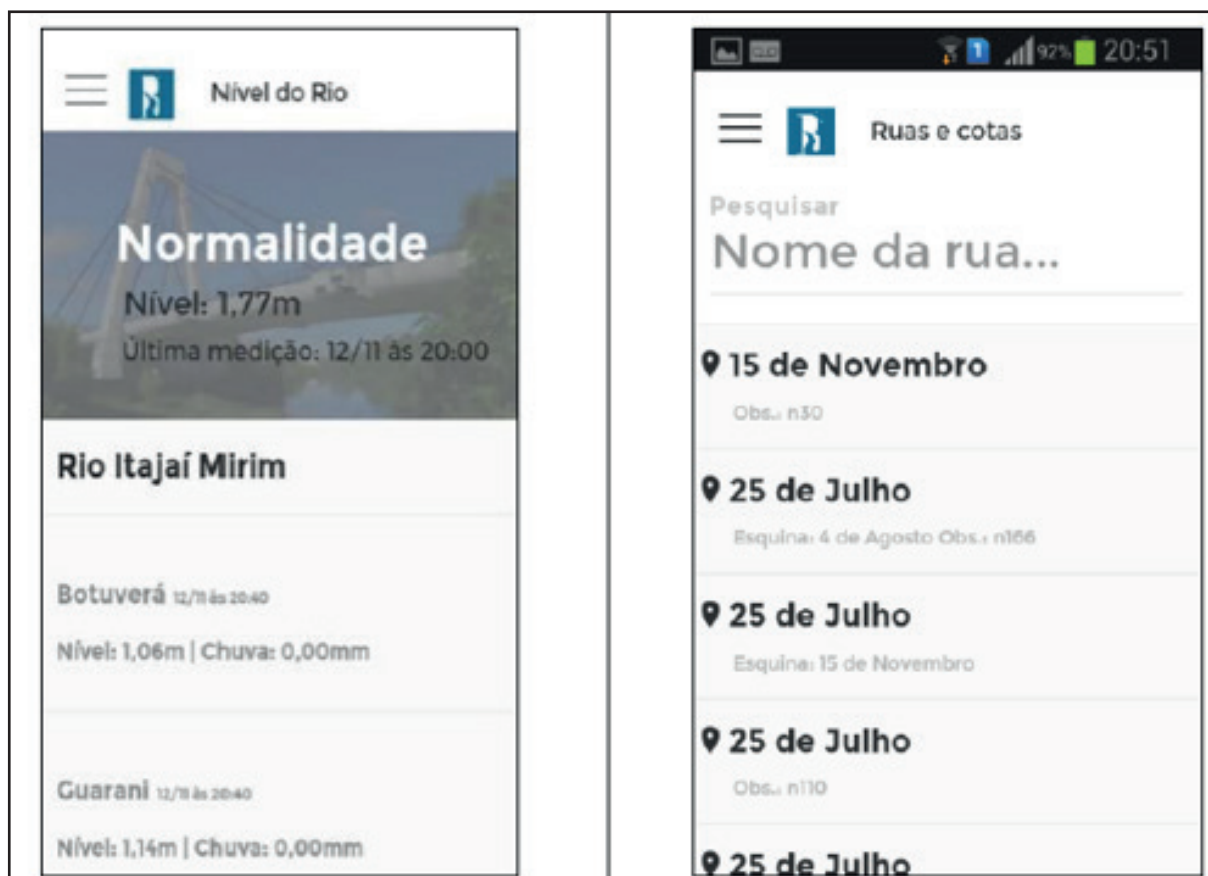 Nível do Rio
Normalidade
Nível: 1,77m
Última medição: 12/11 às 20:00
Rio Itajaí Mirim
Botuverá 12/11 às 20:40
Nível: 1,06m | Chuva: 0,00mm
Guarani 12/11 às 20:40
Nível: 1,14m | Chuva: 0,00mm
1 92% 20:51
Ruas e cotas
Pesquisar
Nome da rua...
15 de Novembro
Obs.: n30
25 de Julho
Esquina: 4 de Agosto Obs.: n166
25 de Julho
Esquina: 15 de Novembro
25 de Julho
Obs.: n110
25 de Julho